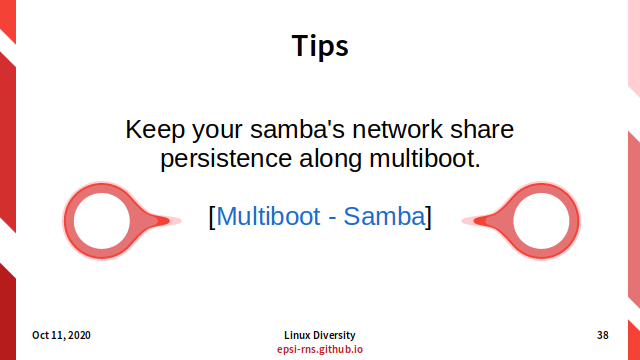 Tips
Keep your samba's network share
persistence along multiboot.
[Multiboot - Samba]
Oct 11, 2020
Linux Diversity
38
epsi-rns.github.io